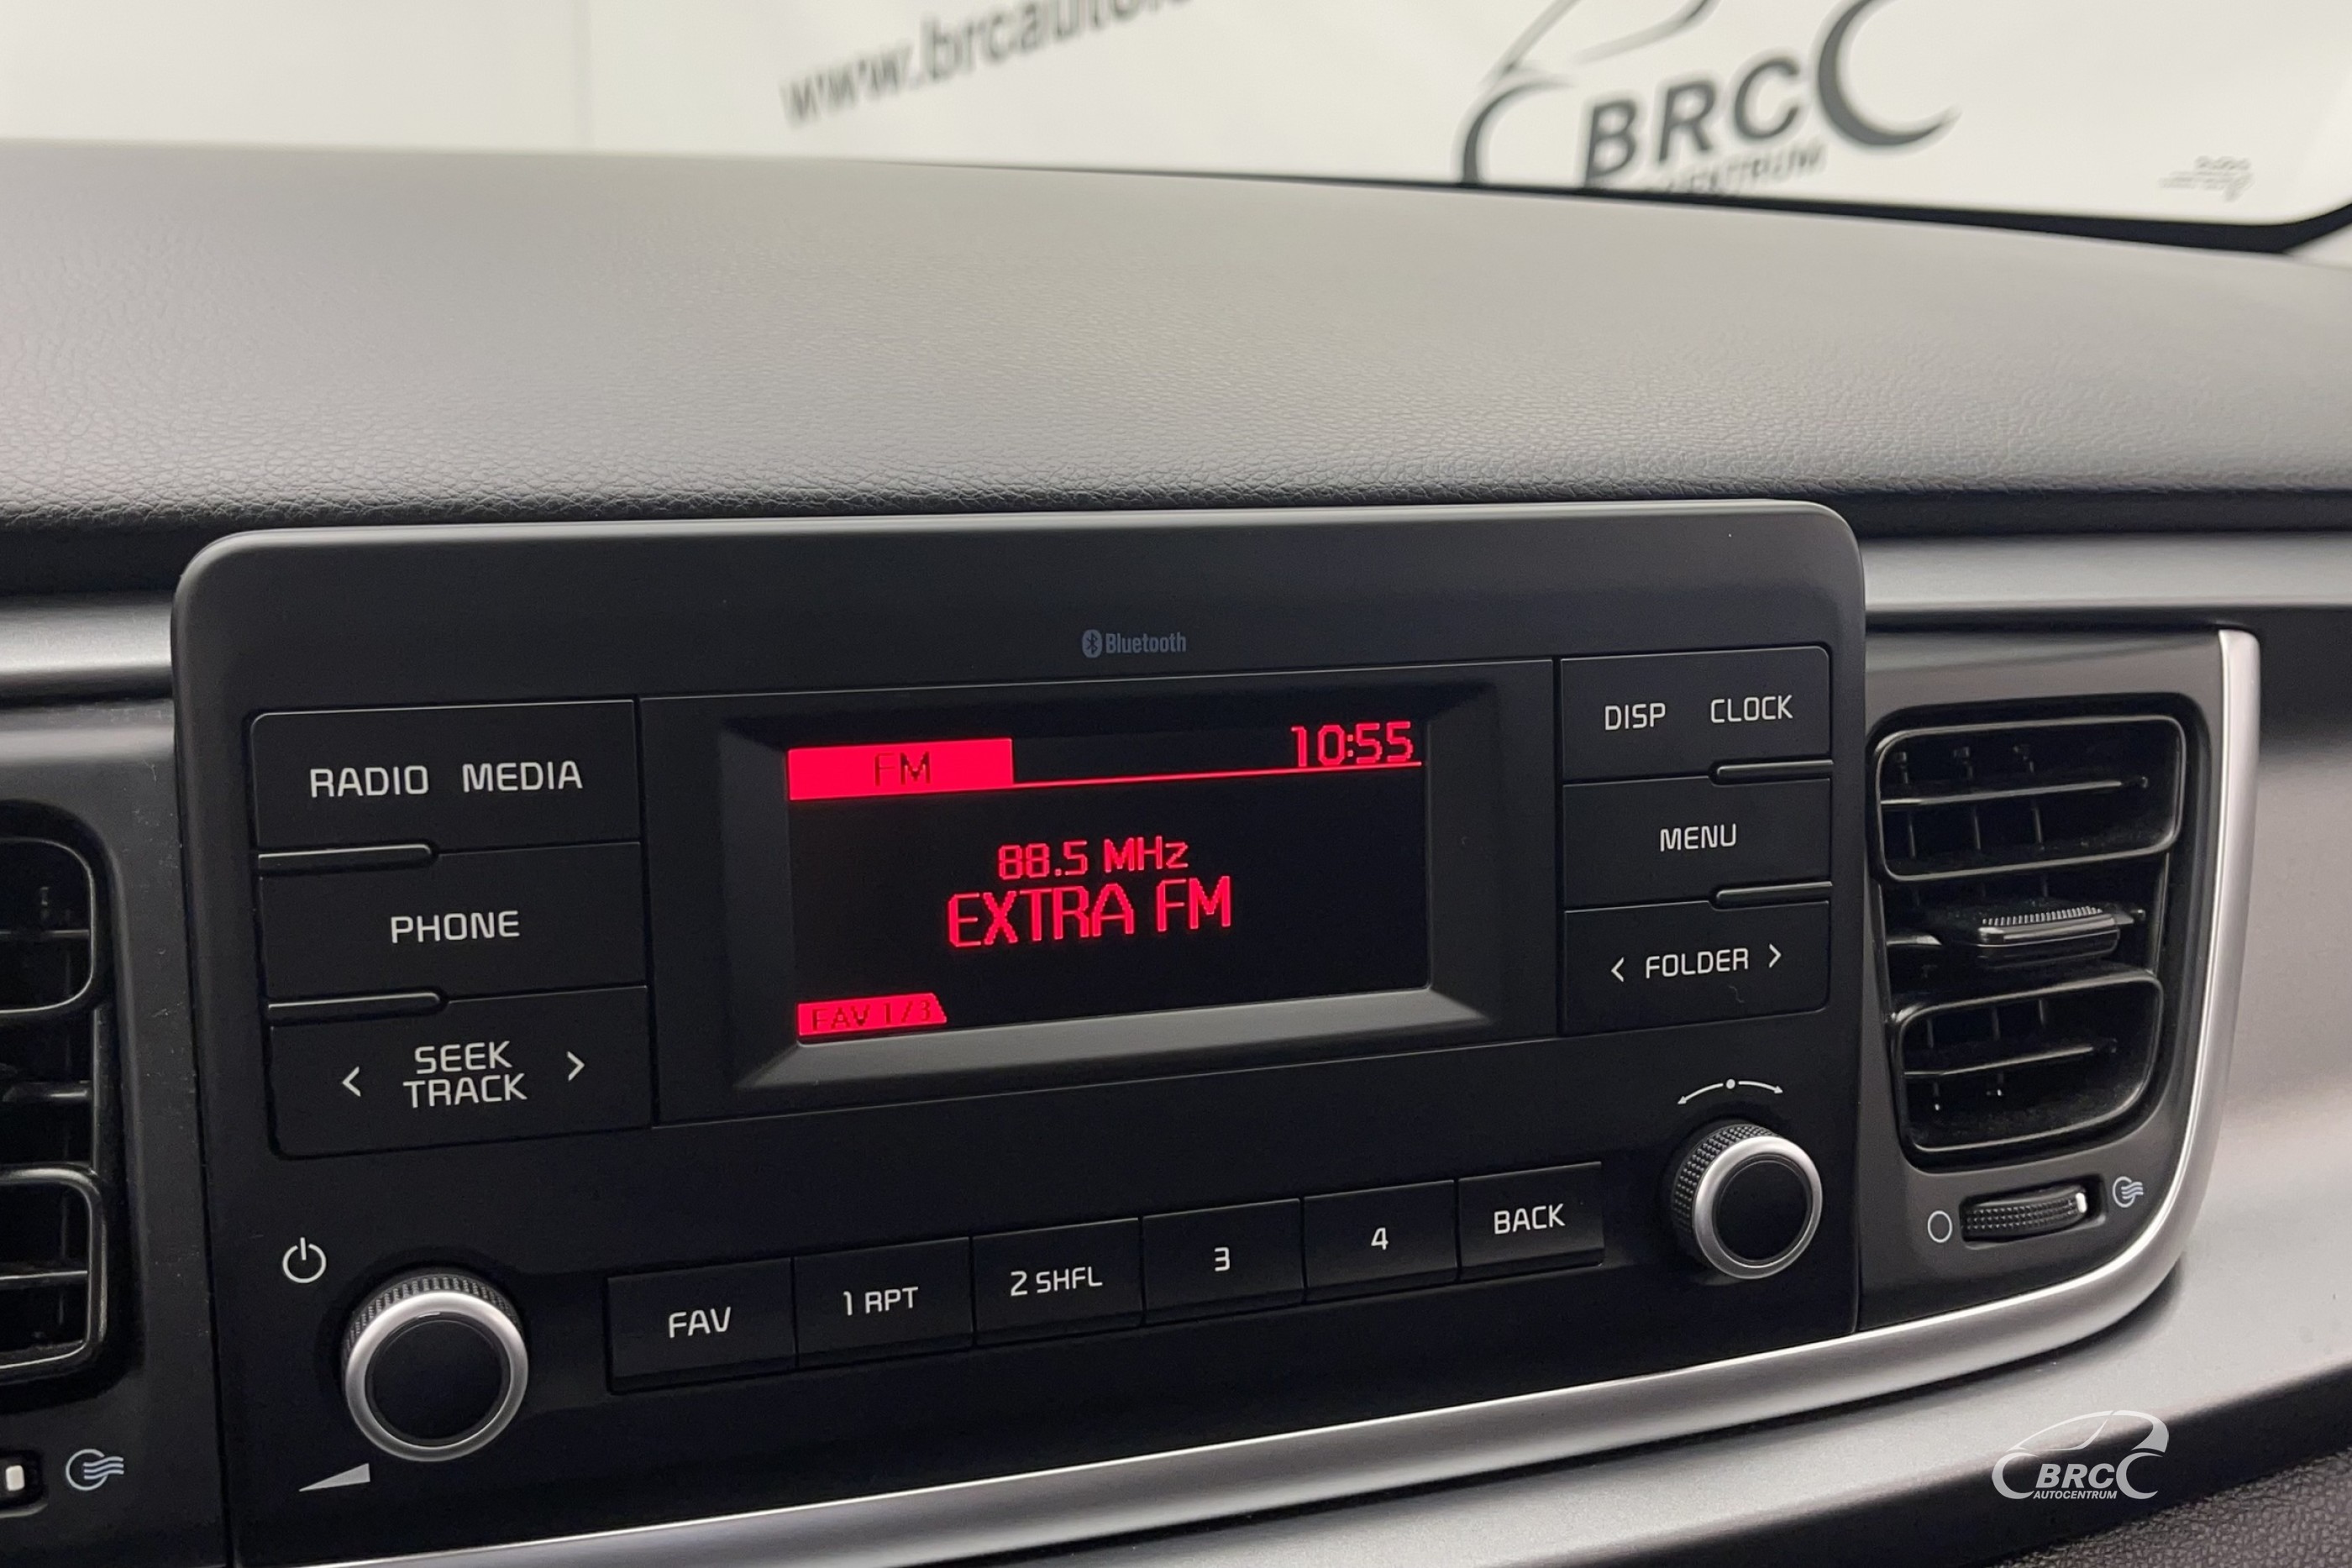 www.brcauto.
BRC
Bluetooth
RADIO MEDIA
PHONE
< SEEK TRACK >
FM 10:55
88.5 MHz
EXTRA FM
FAV 1/3
DISP CLOCK
MENU
< FOLDER >
FAV
1 RPT
2 SHFL
3
4
BACK
BRC
AUTOCENTRUM